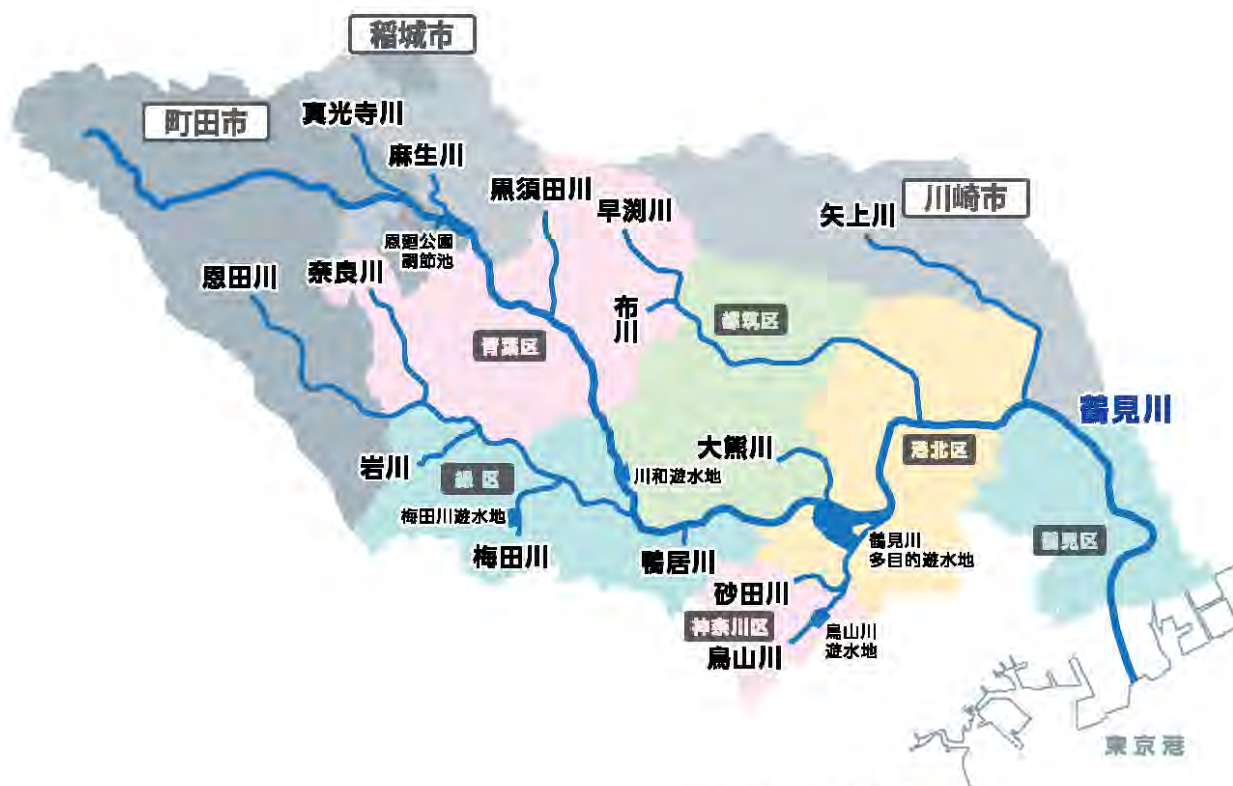 稲城市
町田市
真光寺川
麻生川
黒須田川
早渕川
川崎市
矢上川
恩廻公園
調節池
恩田川
奈良川
布川
都筑区
青葉区
鶴見川
大熊川
港北区
岩川
緑区
川和遊水地
梅田川遊水地
梅田川
鴨居川
鶴見川
多目的遊水地
鶴見区
砂田川
神奈川区
鳥山川
遊水地
鳥山川
東京港